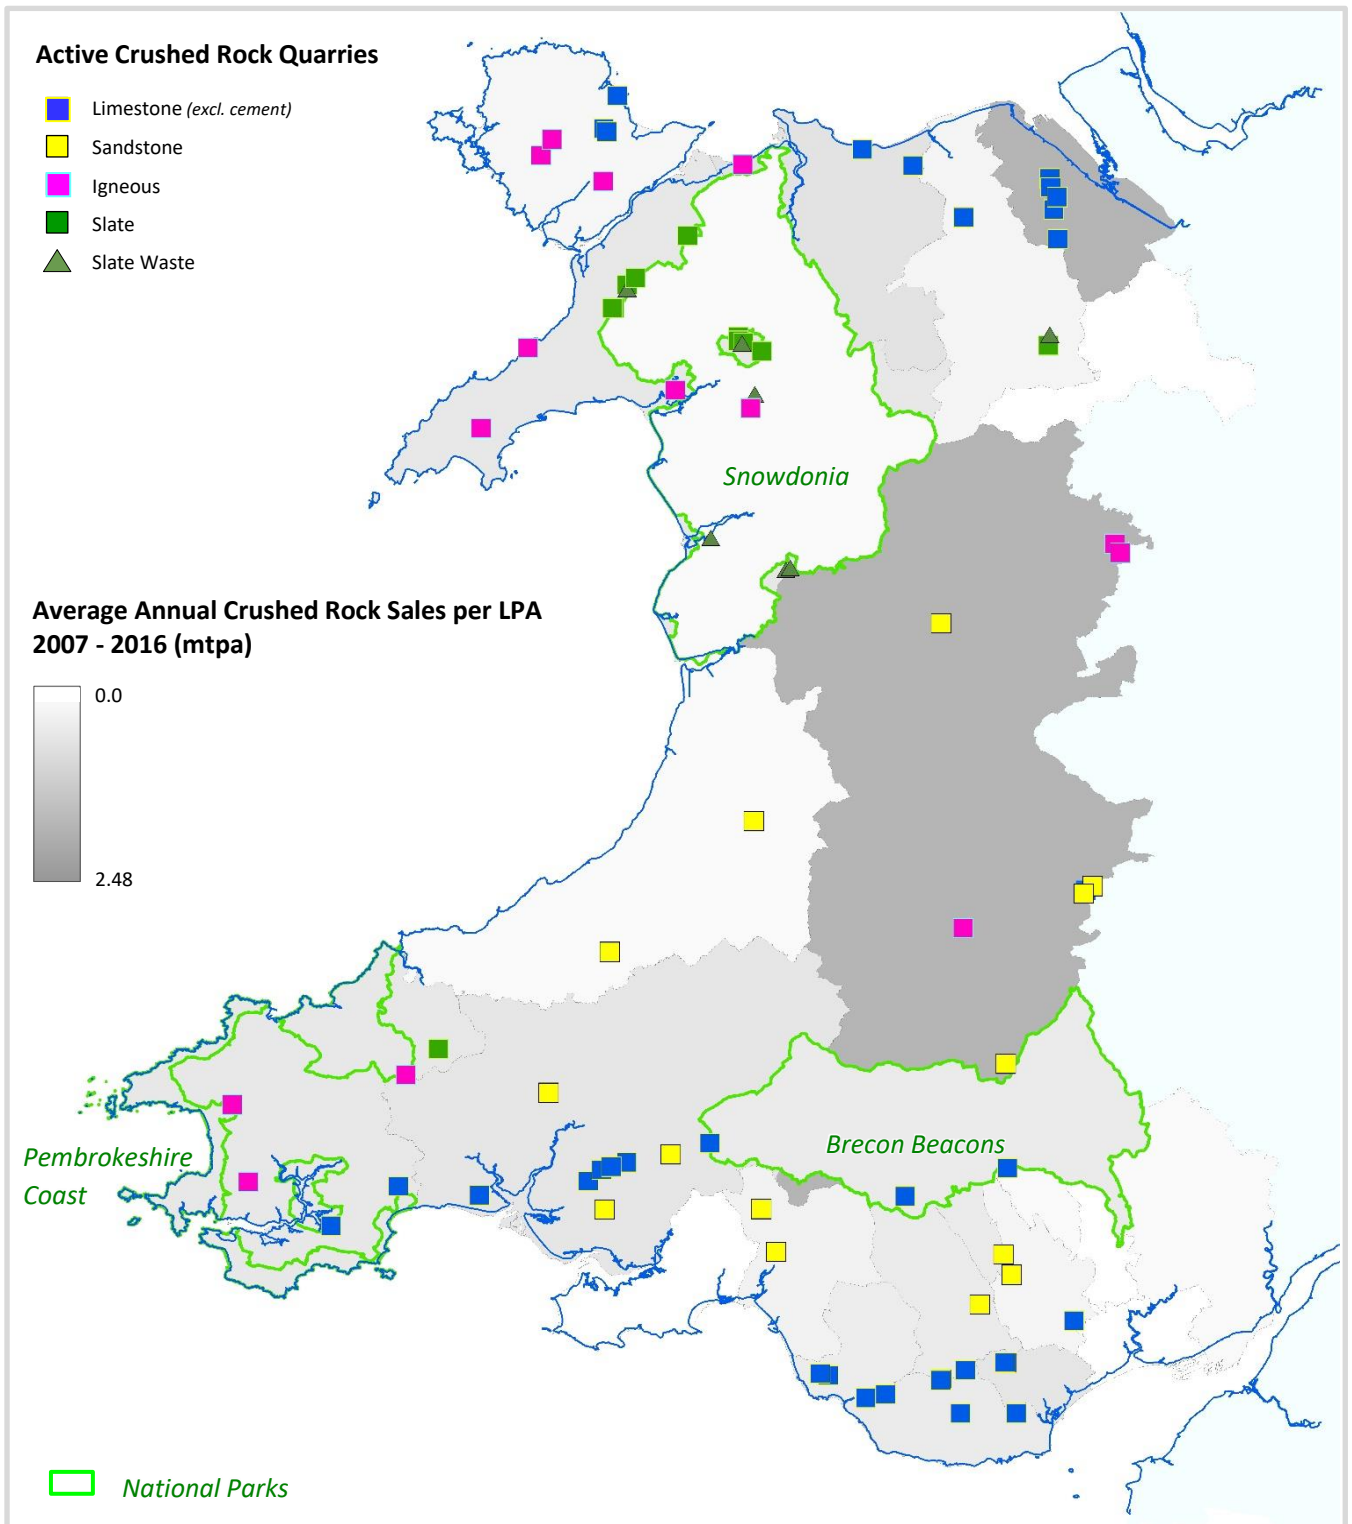 Active Crushed Rock Quarries
Limestone (excl. cement)
Sandstone
Igneous
Slate
Slate Waste
Snowdonia
Average Annual Crushed Rock Sales per LPA
2007 - 2016 (mtpa)
0.0
2.48
Pembrokeshire
Coast
Brecon Beacons
National Parks